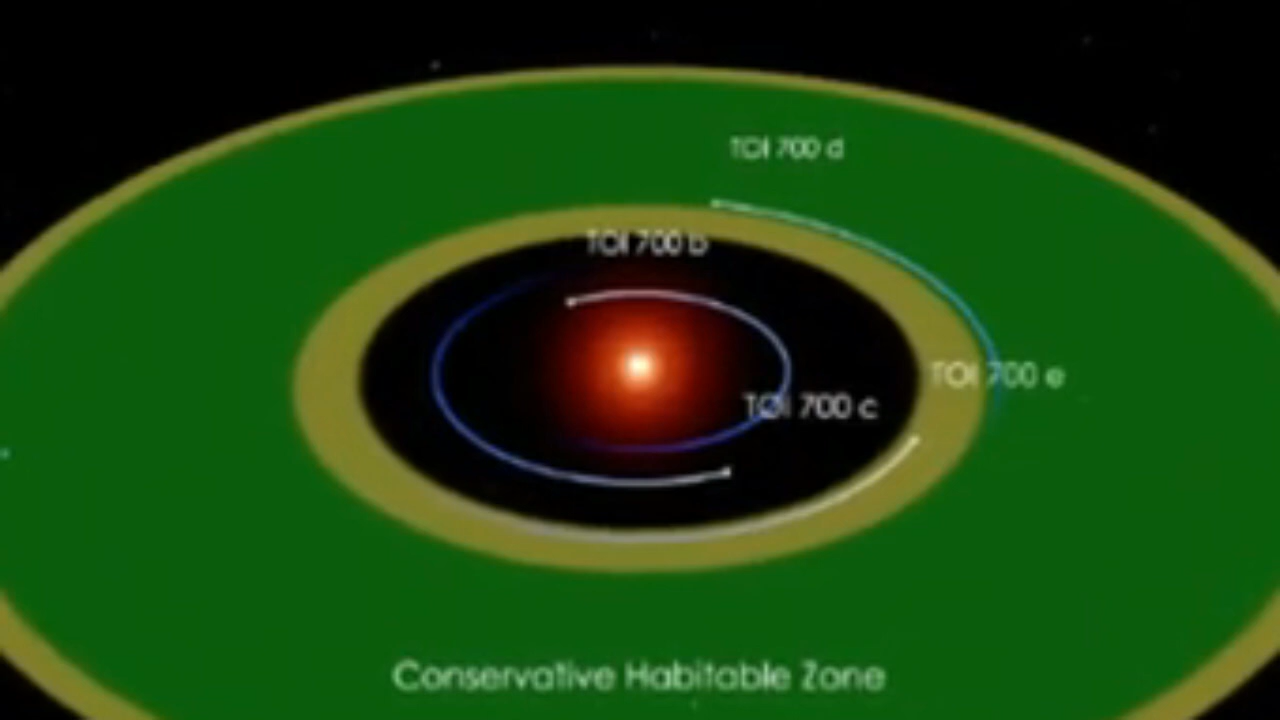 TOI 700 d
TOI 700 b
TOI 700 e
TOI 700 c
Conservative Habitable Zone